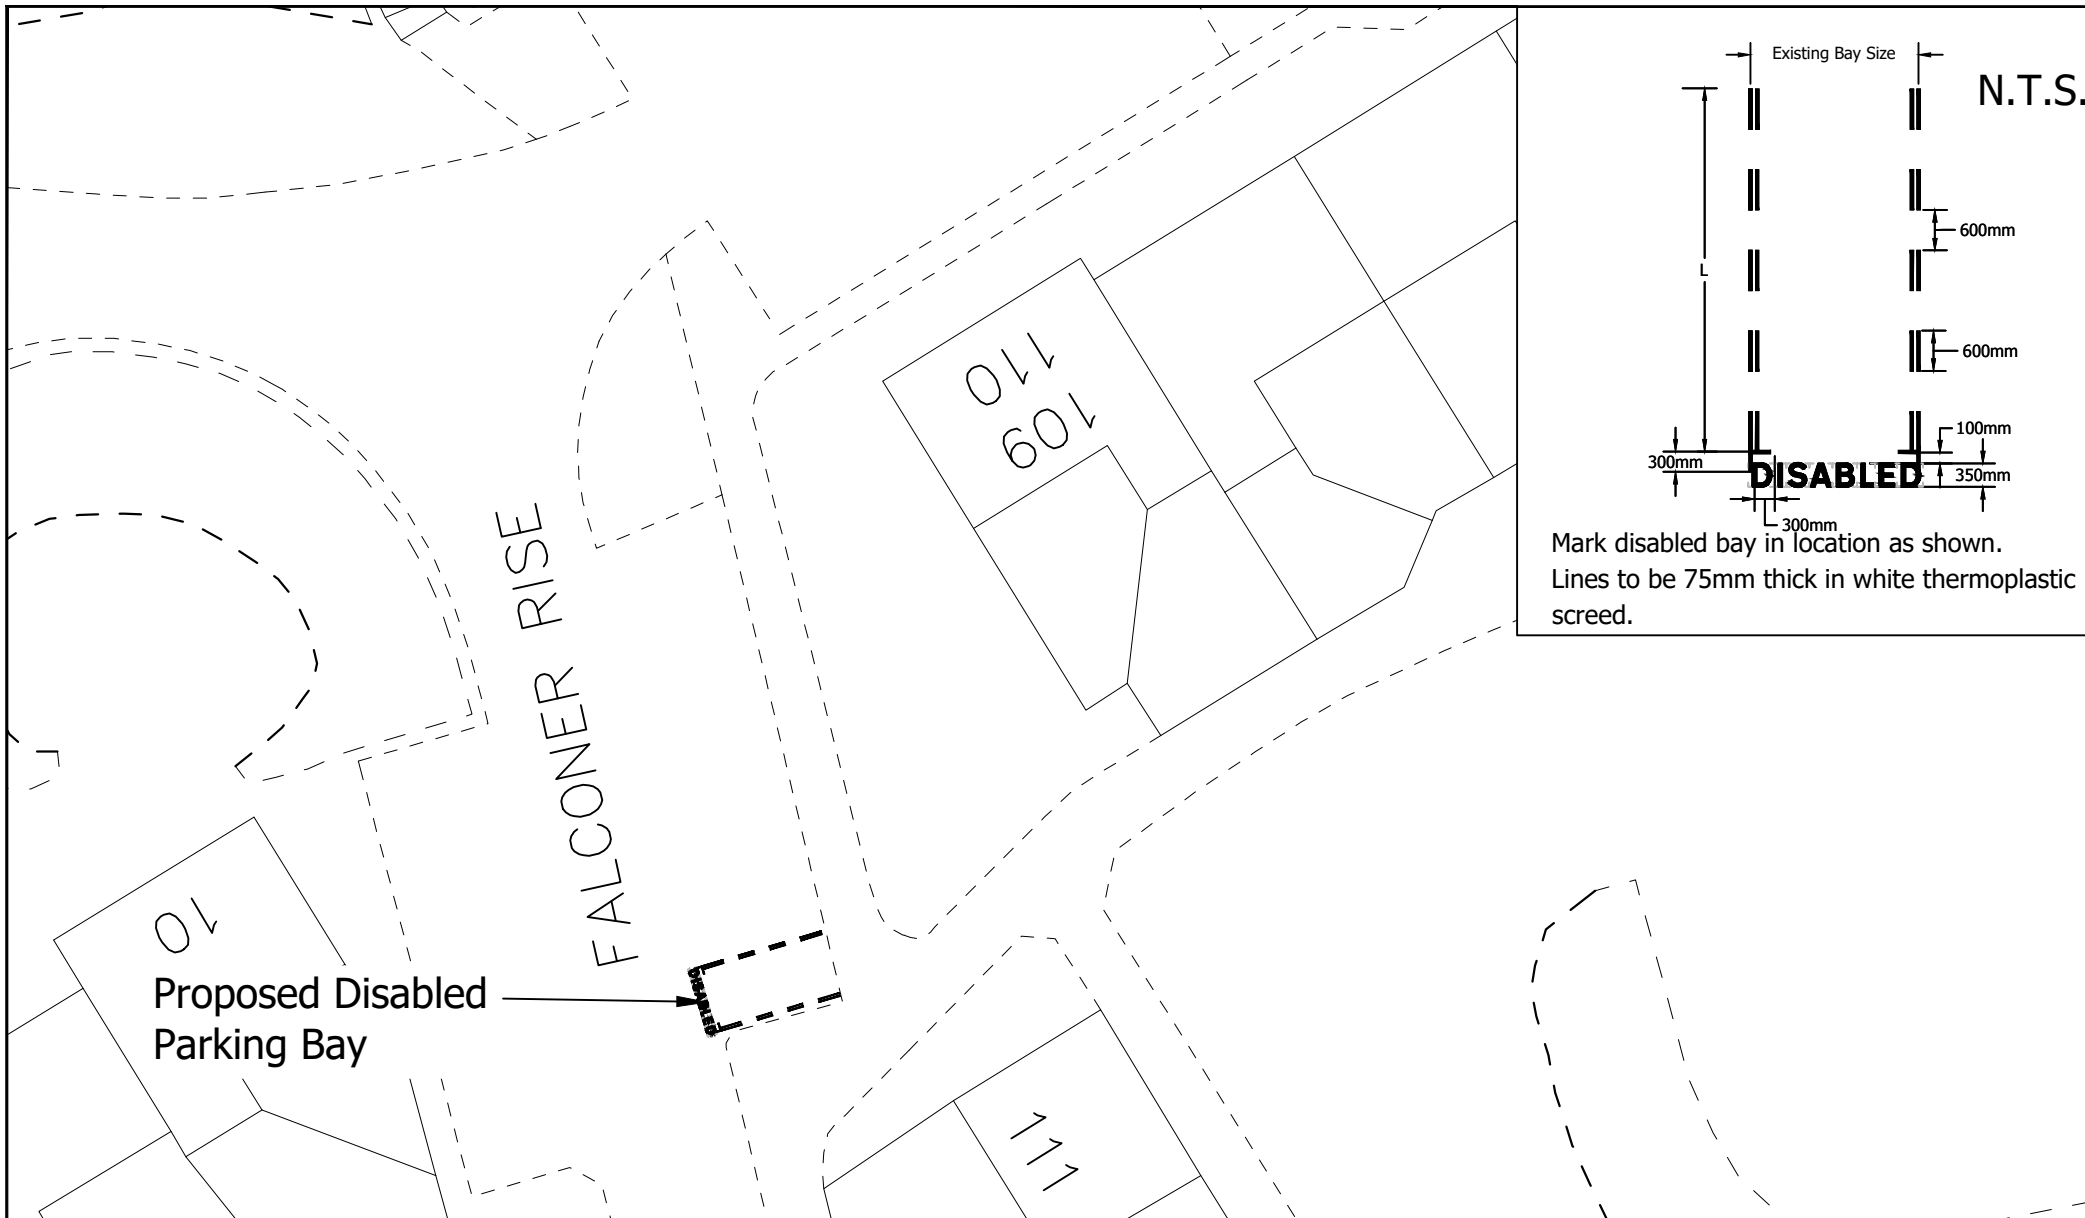 Existing Bay Size
N.T.S.
600mm
L
600mm
100mm
300mm
350mm
DISABLED
300mm
Mark disabled bay in location as shown.
Lines to be 75mm thick in white thermoplastic
screed.
110
109
FALCONER RISE
10
Proposed Disabled
Parking Bay
DISABLED
111